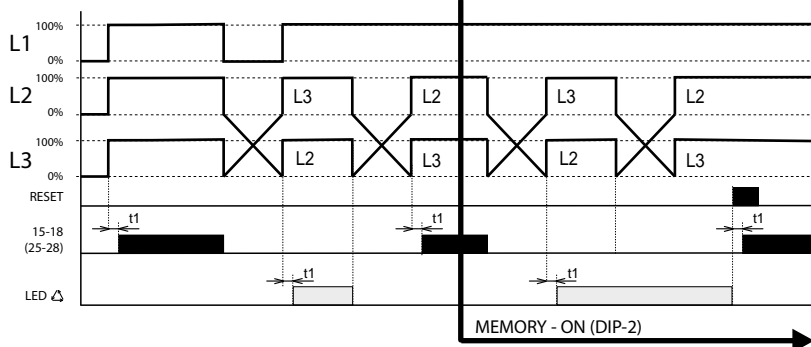 L1 100%
0%
L2 100% L3 L2 L3 L2
0%
L3 100% L2 L3 L2 L3
0%
RESET
t1 t1 t1
15-18
(25-28)
t1 t1
LED
MEMORY - ON (DIP-2)